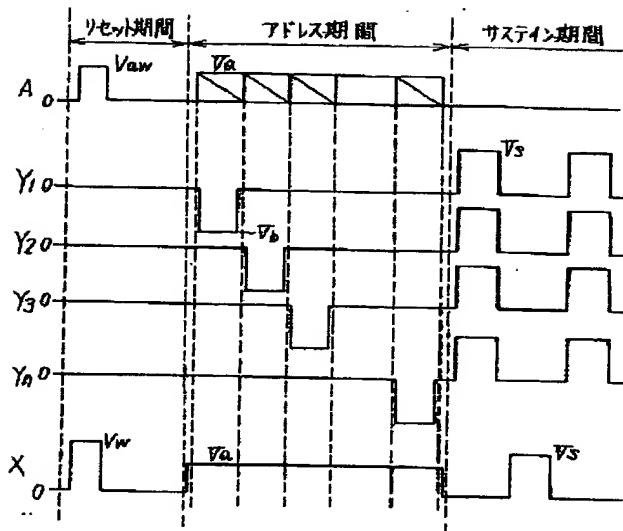 リセット期間 アドレス期間 サステイン期間
Vaw Va
A 0
Vs
Y1 0
Vb
Y2 0
Y3 0
Yn 0
Vw Va Vs
X 0